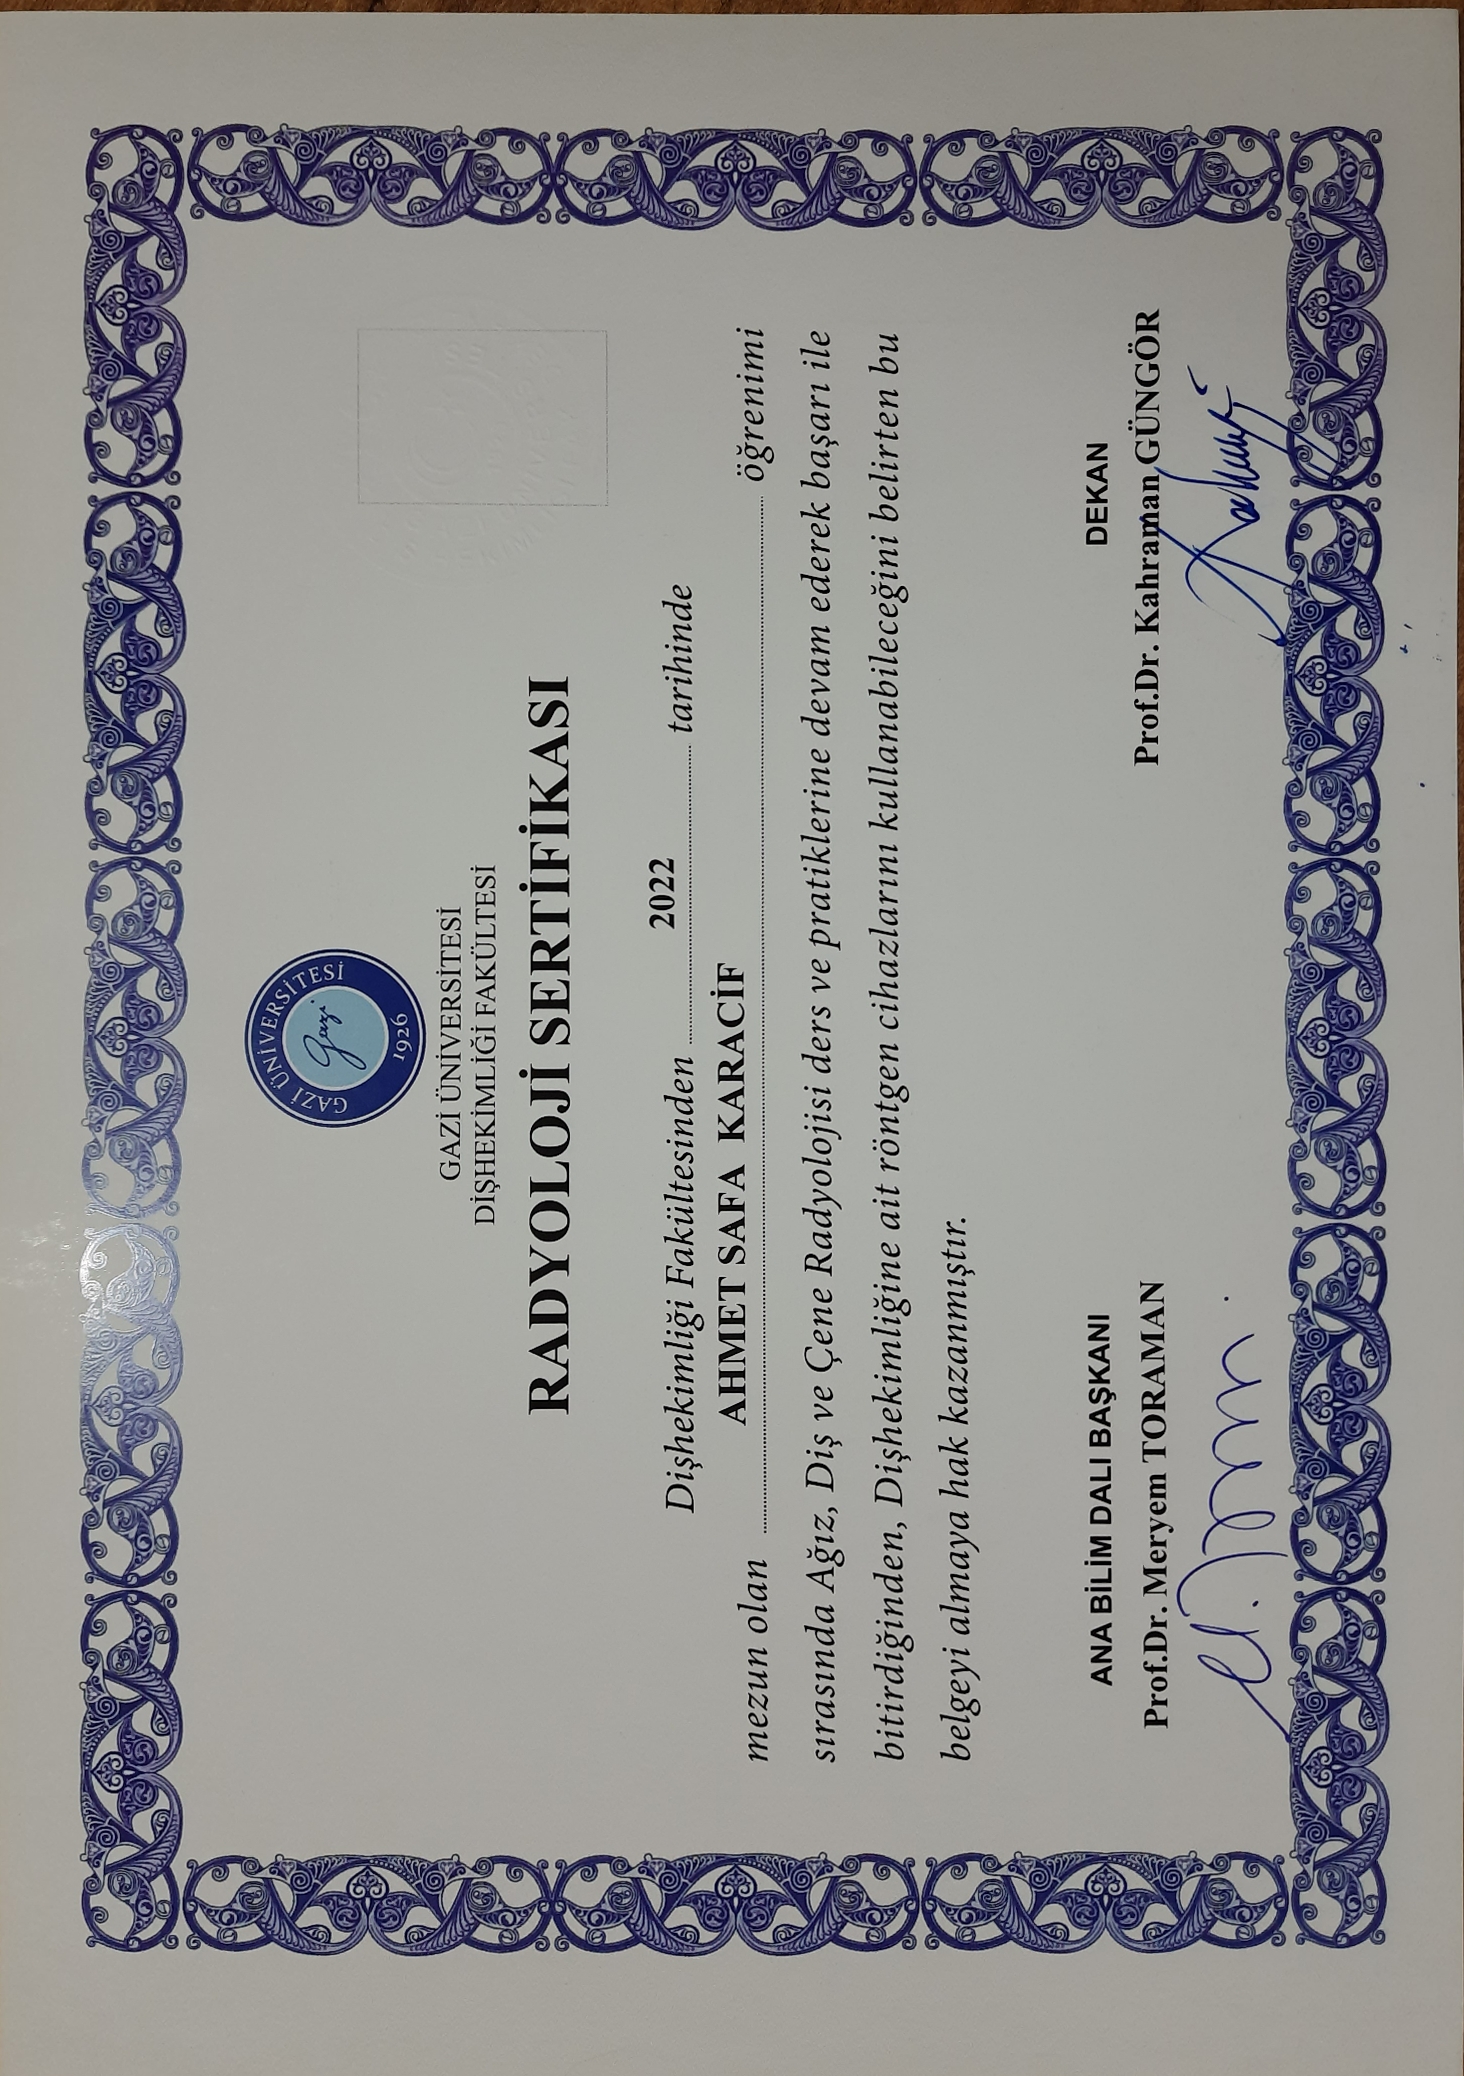 GAZİ ÜNİVERSİTESİ
Gazi
1926
GAZİ ÜNİVERSİTESİ
DİŞHEKİMLİĞİ FAKÜLTESİ
RADYOLOJİ SERTİFİKASI
Dişhekimliği Fakültesinden 2022 tarihinde
mezun olan AHMET SAFA KARACİF öğrenimi
sırasında Ağız, Diş ve Çene Radyolojisi ders ve pratiklerine devam ederek başarı ile
bitirdiğinden, Dişhekimliğine ait röntgen cihazlarını kullanabileceğini belirten bu
belgeyi almaya hak kazanmıştır.
ANA BİLİM DALI BAŞKANI
Prof.Dr. Meryem TORAMAN
DEKAN
Prof.Dr. Kahraman GÜNGÖR